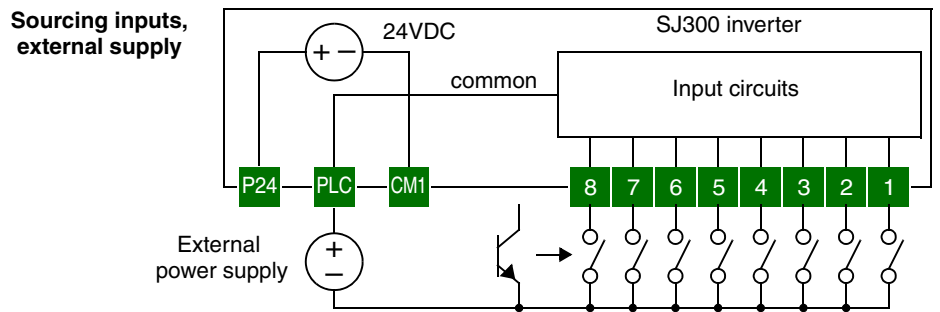 Sourcing inputs,
external supply
24VDC
SJ300 inverter
+ −
common
Input circuits
P24 PLC CM1 8 7 6 5 4 3 2 1
External
power supply
+
−